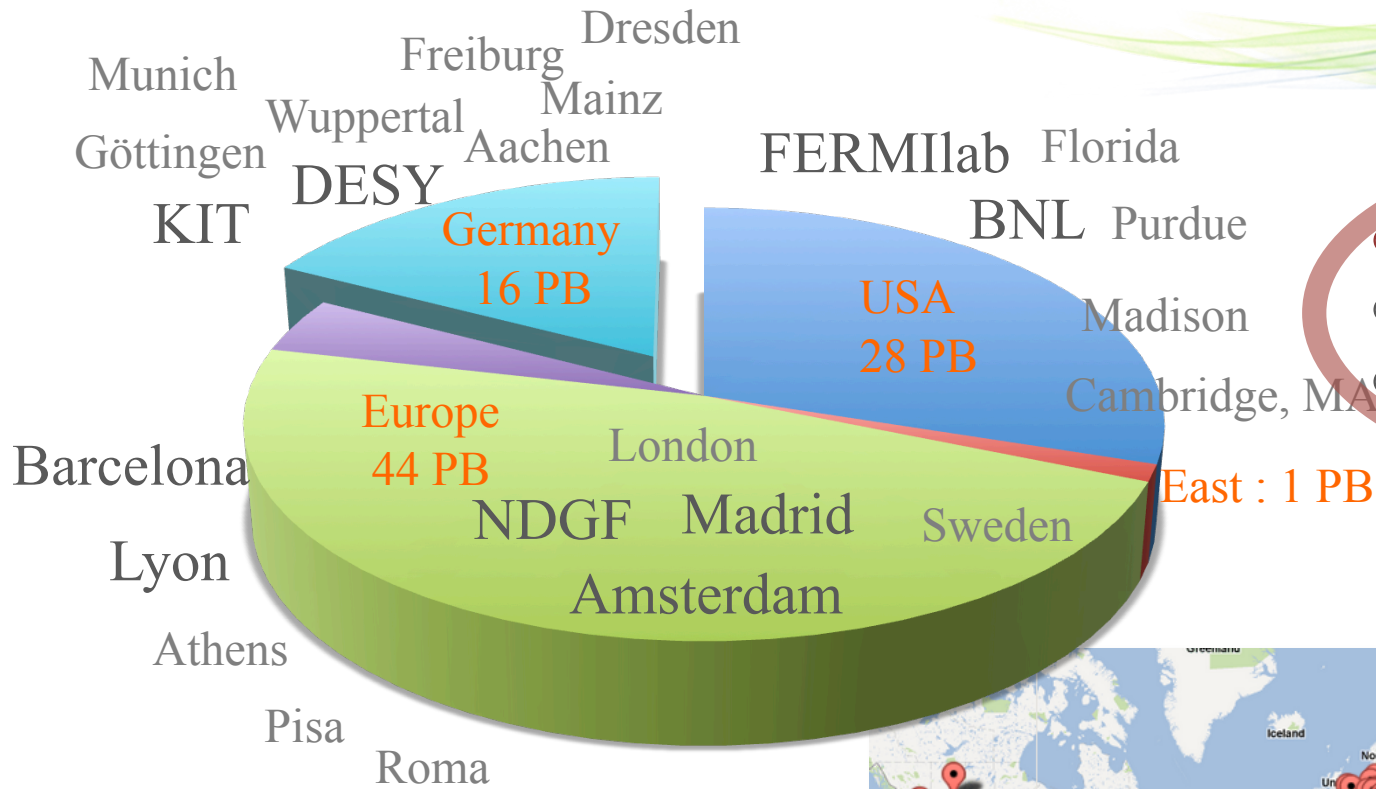 Dresden
Freiburg
Munich
Mainz
Wuppertal
Göttingen
Aachen
FERMIlab
Florida
DESY
KIT
BNL
Purdue
Germany
16 PB
USA
28 PB
Madison
Cambridge, MA
Europe
44 PB
London
Barcelona
East : 1 PB
NDGF
Madrid
Sweden
Lyon
Amsterdam
Athens
Greenland
Pisa
Iceland
Roma